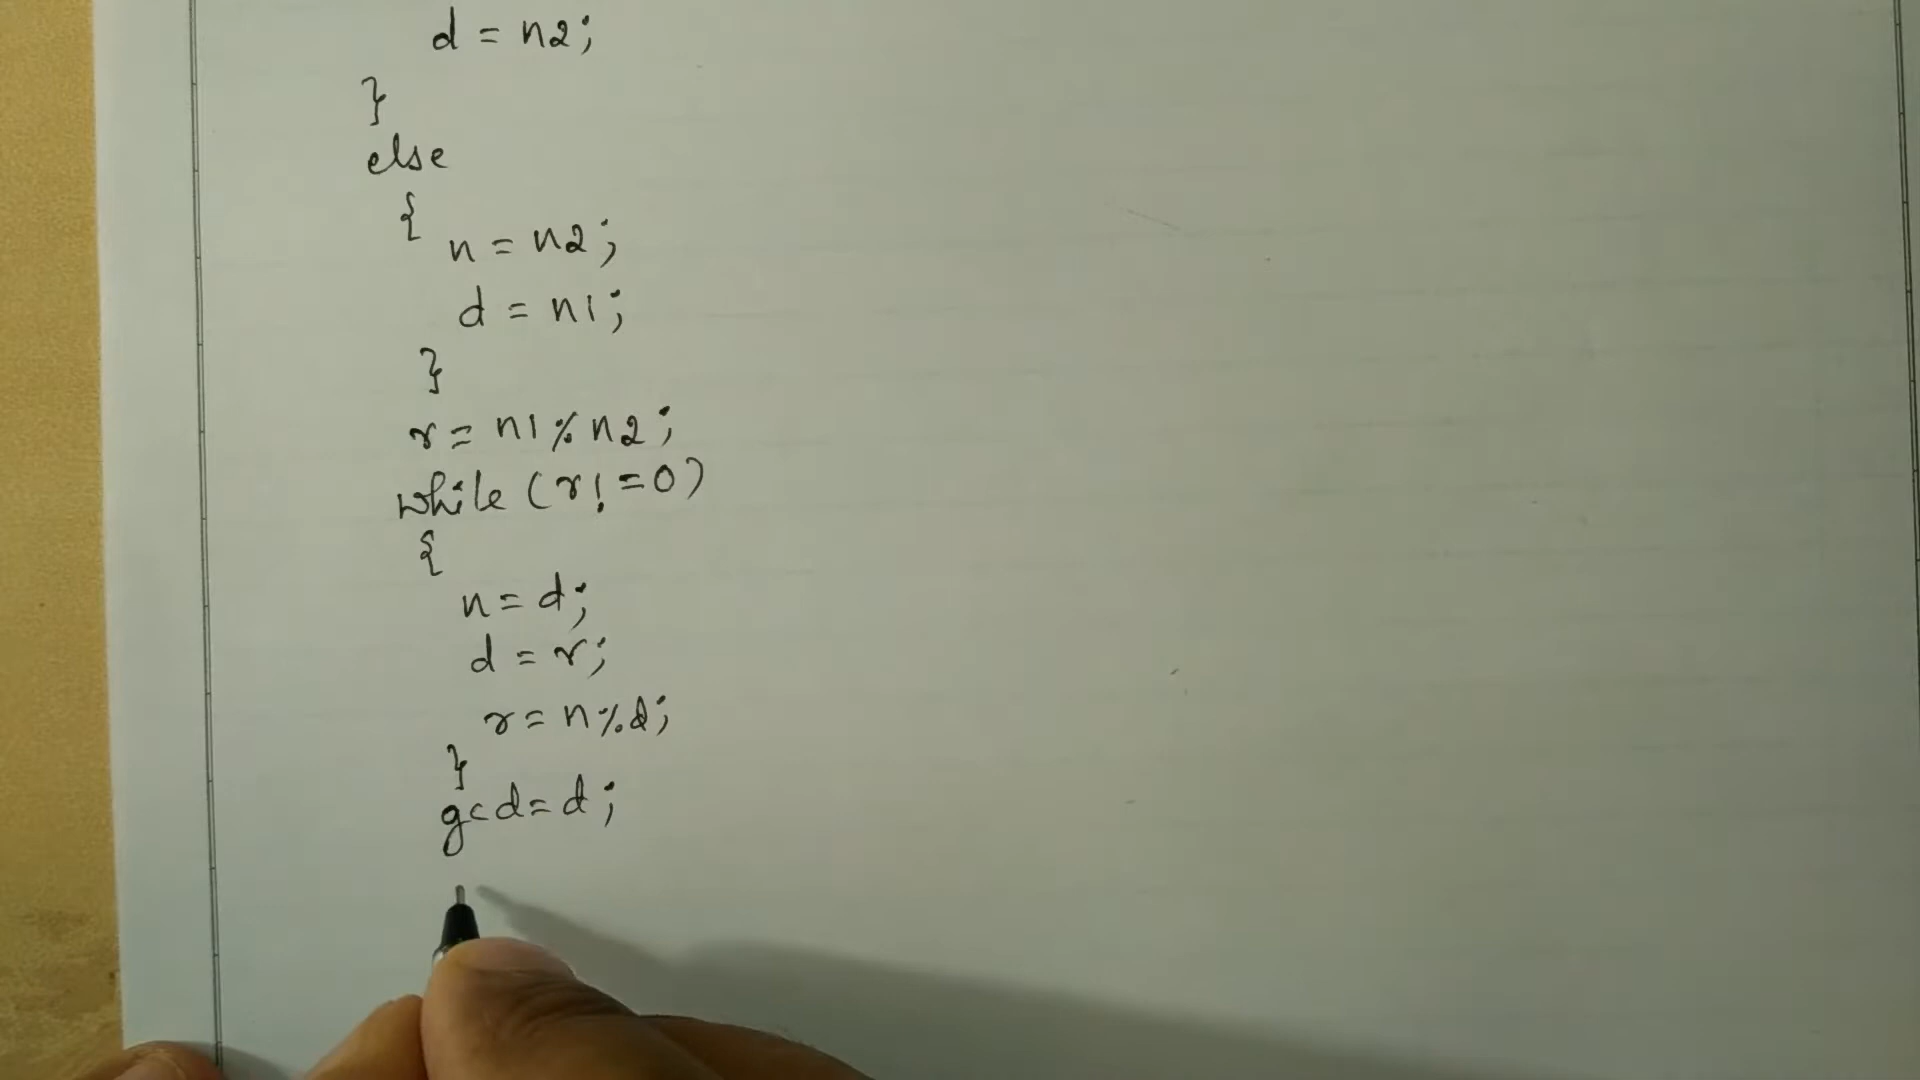 d = n2;
}
else
{
n = n2;
d = n1;
}
r = n1 % n2;
while (r! = 0)
{
n = d;
d = r;
r = n % d;
}
gcd = d;